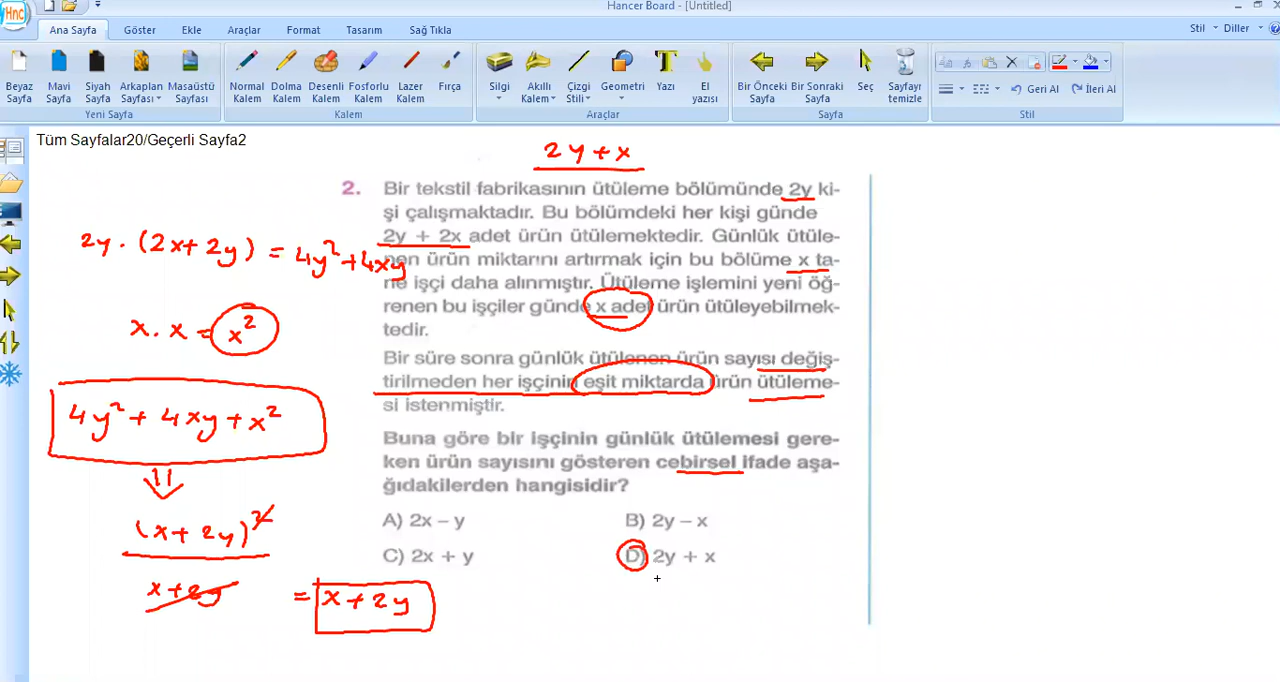 Hnc
Hancer Board - [Untitled]
Ana Sayfa Göster Ekle Araçlar Format Tasarım Sağ Tıkla Stil Diller
Beyaz Sayfa Mavi Sayfa Siyah Sayfa Arkaplan Sayfası Masaüstü Sayfası
Yeni Sayfa
Normal Kalem Dolma Kalem Desenli Kalem Fosforlu Kalem Lazer Kalem Fırça
Kalem
Silgi Akıllı Kalem Çizgi Stili Geometri Yazı El yazısı
Araçlar
Bir Önceki Sayfa Bir Sonraki Sayfa Seç Sayfayı temizle
Sayfa
Geri Al İleri Al
Stil
Tüm Sayfalar20/Geçerli Sayfa2
2y + x
2. Bir tekstil fabrikasının ütüleme bölümünde 2y ki-
şi çalışmaktadır. Bu bölümdeki her kişi günde
2y + 2x adet ürün ütülemektedir. Günlük ütüle-
nen ürün miktarını artırmak için bu bölüme x ta-
ne işçi daha alınmıştır. Ütüleme işlemini yeni öğ-
renen bu işçiler günde x adet ürün ütüleyebilmek-
tedir.
Bir süre sonra günlük ütülenen ürün sayısı değiş-
tirilmeden her işçinin eşit miktarda ürün ütüleme-
si istenmiştir.
Buna göre bir işçinin günlük ütülemesi gere-
ken ürün sayısını gösteren cebirsel ifade aşa-
ğıdakilerden hangisidir?
A) 2x – y B) 2y – x
C) 2x + y D) 2y + x
2y . (2x + 2y) = 4y² + 4xy
x . x = x²
4y² + 4xy + x²
(x + 2y)²
x + 2y = x + 2y